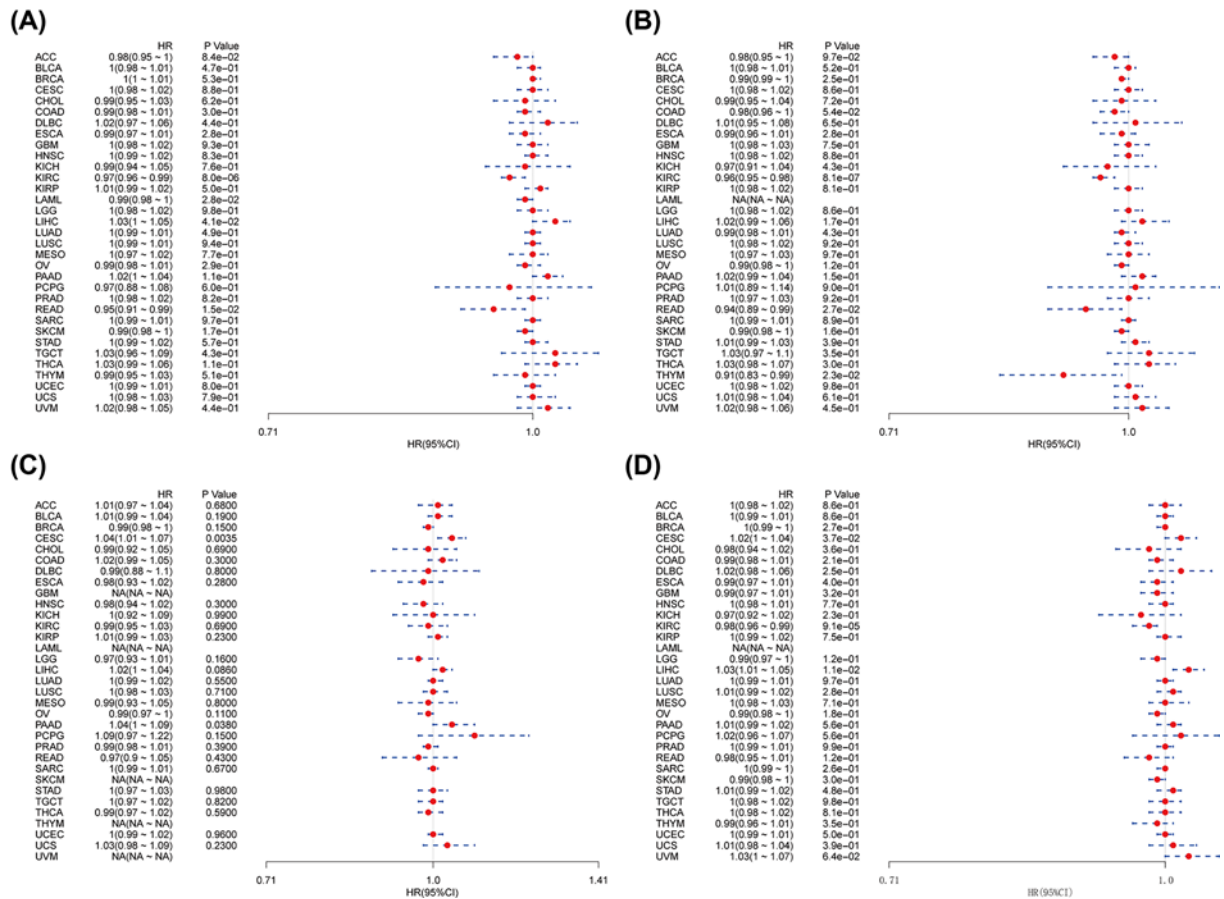 (A)
HR P Value
ACC 0.98(0.95 ~ 1) 8.4e−02
BLCA 1(0.98 ~ 1.01) 4.7e−01
BRCA 1(1 ~ 1.01) 5.3e−01
CESC 1(0.98 ~ 1.02) 8.8e−01
CHOL 0.99(0.95 ~ 1.03) 6.2e−01
COAD 0.99(0.98 ~ 1.01) 3.0e−01
DLBC 1.02(0.97 ~ 1.06) 4.4e−01
ESCA 0.99(0.97 ~ 1.01) 2.8e−01
GBM 1(0.98 ~ 1.02) 9.3e−01
HNSC 1(0.99 ~ 1.02) 8.3e−01
KICH 0.99(0.94 ~ 1.05) 7.6e−01
KIRC 0.97(0.96 ~ 0.99) 8.0e−06
KIRP 1.01(0.99 ~ 1.02) 5.0e−01
LAML 0.99(0.98 ~ 1) 2.8e−02
LGG 1(0.98 ~ 1.02) 9.8e−01
LIHC 1.03(1 ~ 1.05) 4.1e−02
LUAD 1(0.99 ~ 1.01) 4.9e−01
LUSC 1(0.99 ~ 1.01) 9.4e−01
MESO 1(0.97 ~ 1.02) 7.7e−01
OV 0.99(0.98 ~ 1.01) 2.9e−01
PAAD 1.02(1 ~ 1.04) 1.1e−01
PCPG 0.97(0.88 ~ 1.08) 6.0e−01
PRAD 1(0.98 ~ 1.02) 8.2e−01
READ 0.95(0.91 ~ 0.99) 1.5e−02
SARC 1(0.99 ~ 1.01) 9.7e−01
SKCM 0.99(0.98 ~ 1) 1.7e−01
STAD 1(0.99 ~ 1.02) 5.7e−01
TGCT 1.03(0.96 ~ 1.09) 4.3e−01
THCA 1.03(0.99 ~ 1.06) 1.1e−01
THYM 0.99(0.95 ~ 1.03) 5.1e−01
UCEC 1(0.99 ~ 1.01) 8.0e−01
UCS 1(0.98 ~ 1.03) 7.9e−01
UVM 1.02(0.98 ~ 1.05) 4.4e−01
0.71 1.0
HR(95%CI)
(B)
HR P Value
ACC 0.98(0.95 ~ 1) 9.7e−02
BLCA 1(0.98 ~ 1.01) 5.2e−01
BRCA 0.99(0.99 ~ 1) 2.5e−01
CESC 1(0.98 ~ 1.02) 8.6e−01
CHOL 0.99(0.95 ~ 1.04) 7.2e−01
COAD 0.98(0.96 ~ 1) 5.4e−02
DLBC 1.01(0.95 ~ 1.08) 6.5e−01
ESCA 0.99(0.96 ~ 1.01) 2.8e−01
GBM 1(0.98 ~ 1.03) 7.5e−01
HNSC 1(0.98 ~ 1.02) 8.8e−01
KICH 0.97(0.91 ~ 1.04) 4.3e−01
KIRC 0.96(0.95 ~ 0.98) 8.1e−07
KIRP 1(0.98 ~ 1.02) 8.1e−01
LAML NA(NA ~ NA)
LGG 1(0.98 ~ 1.02) 8.6e−01
LIHC 1.02(0.99 ~ 1.06) 1.7e−01
LUAD 0.99(0.98 ~ 1.01) 4.3e−01
LUSC 1(0.98 ~ 1.02) 9.2e−01
MESO 1(0.97 ~ 1.03) 9.7e−01
OV 0.99(0.98 ~ 1) 1.2e−01
PAAD 1.02(0.99 ~ 1.04) 1.5e−01
PCPG 1.01(0.89 ~ 1.14) 9.0e−01
PRAD 1(0.97 ~ 1.03) 9.2e−01
READ 0.94(0.89 ~ 0.99) 2.7e−02
SARC 1(0.99 ~ 1.01) 8.9e−01
SKCM 0.99(0.98 ~ 1) 1.6e−01
STAD 1.01(0.99 ~ 1.03) 3.9e−01
TGCT 1.03(0.97 ~ 1.1) 3.5e−01
THCA 1.03(0.98 ~ 1.07) 3.0e−01
THYM 0.91(0.83 ~ 0.99) 2.3e−02
UCEC 1(0.98 ~ 1.02) 9.8e−01
UCS 1.01(0.98 ~ 1.04) 6.1e−01
UVM 1.02(0.98 ~ 1.06) 4.5e−01
0.71 1.0
HR(95%CI)
(C)
HR P Value
ACC 1.01(0.97 ~ 1.04) 0.6800
BLCA 1.01(0.99 ~ 1.04) 0.1900
BRCA 0.99(0.98 ~ 1) 0.1500
CESC 1.04(1.01 ~ 1.07) 0.0035
CHOL 0.99(0.92 ~ 1.05) 0.6900
COAD 1.02(0.99 ~ 1.05) 0.3000
DLBC 0.99(0.88 ~ 1.1) 0.8000
ESCA 0.98(0.93 ~ 1.02) 0.2800
GBM NA(NA ~ NA)
HNSC 0.98(0.94 ~ 1.02) 0.3000
KICH 1(0.92 ~ 1.09) 0.9900
KIRC 0.99(0.95 ~ 1.03) 0.6900
KIRP 1.01(0.99 ~ 1.03) 0.2300
LAML NA(NA ~ NA)
LGG 0.97(0.93 ~ 1.01) 0.1600
LIHC 1.02(1 ~ 1.04) 0.0860
LUAD 1(0.99 ~ 1.02) 0.5500
LUSC 1(0.98 ~ 1.03) 0.7100
MESO 0.99(0.93 ~ 1.05) 0.8000
OV 0.99(0.97 ~ 1) 0.1100
PAAD 1.04(1 ~ 1.09) 0.0380
PCPG 1.09(0.97 ~ 1.22) 0.1500
PRAD 0.99(0.98 ~ 1.01) 0.3900
READ 0.97(0.9 ~ 1.05) 0.4300
SARC 1(0.99 ~ 1.01) 0.6700
SKCM NA(NA ~ NA)
STAD 1(0.97 ~ 1.03) 0.9800
TGCT 1(0.97 ~ 1.02) 0.8200
THCA 0.99(0.97 ~ 1.02) 0.5900
THYM NA(NA ~ NA)
UCEC 1(0.99 ~ 1.02) 0.9600
UCS 1.03(0.98 ~ 1.09) 0.2300
UVM NA(NA ~ NA)
0.71 1.0 1.41
HR(95%CI)
(D)
HR P Value
ACC 1(0.98 ~ 1.02) 8.6e−01
BLCA 1(0.99 ~ 1.01) 8.6e−01
BRCA 1(0.99 ~ 1) 2.7e−01
CESC 1.02(1 ~ 1.04) 3.7e−02
CHOL 0.98(0.94 ~ 1.02) 3.6e−01
COAD 0.99(0.98 ~ 1.01) 2.1e−01
DLBC 1.02(0.98 ~ 1.06) 2.5e−01
ESCA 0.99(0.97 ~ 1.01) 4.0e−01
GBM 0.99(0.97 ~ 1.01) 3.2e−01
HNSC 1(0.98 ~ 1.01) 7.7e−01
KICH 0.97(0.92 ~ 1.02) 2.3e−01
KIRC 0.98(0.96 ~ 0.99) 9.1e−05
KIRP 1(0.99 ~ 1.02) 7.5e−01
LAML NA(NA ~ NA)
LGG 0.99(0.97 ~ 1) 1.2e−01
LIHC 1.03(1.01 ~ 1.05) 1.1e−02
LUAD 1(0.99 ~ 1.01) 9.7e−01
LUSC 1.01(0.99 ~ 1.02) 2.8e−01
MESO 1(0.98 ~ 1.03) 7.1e−01
OV 0.99(0.98 ~ 1) 1.8e−01
PAAD 1.01(0.99 ~ 1.02) 5.6e−01
PCPG 1.02(0.96 ~ 1.07) 5.6e−01
PRAD 1(0.99 ~ 1.01) 9.9e−01
READ 0.98(0.95 ~ 1.01) 1.2e−01
SARC 1(0.99 ~ 1) 2.6e−01
SKCM 0.99(0.98 ~ 1) 3.0e−01
STAD 1.01(0.99 ~ 1.02) 4.8e−01
TGCT 1(0.98 ~ 1.02) 9.8e−01
THCA 1(0.98 ~ 1.02) 8.1e−01
THYM 0.99(0.96 ~ 1.01) 3.5e−01
UCEC 1(0.99 ~ 1.01) 5.0e−01
UCS 1.01(0.98 ~ 1.04) 3.9e−01
UVM 1.03(1 ~ 1.07) 6.4e−02
0.71 1.0
HR(95%CI)